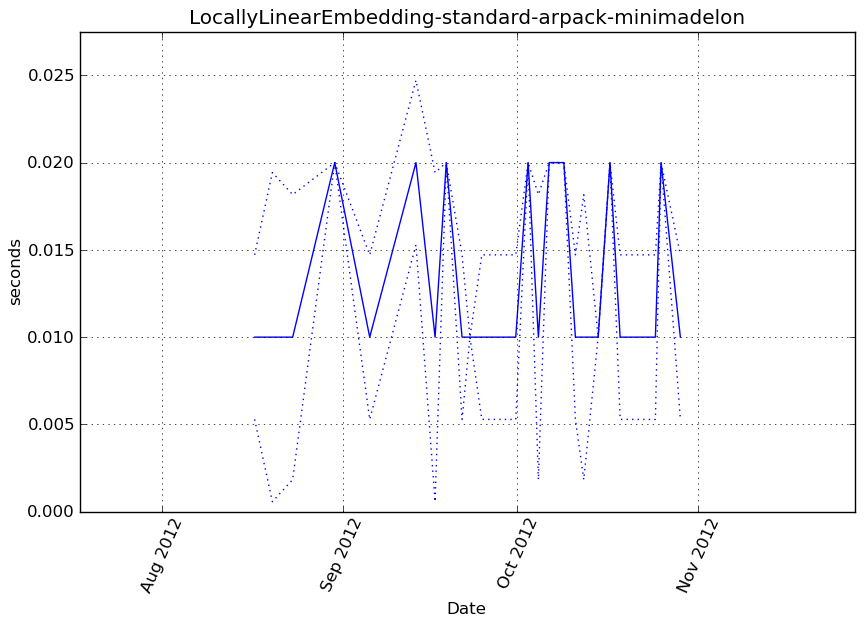 LocallyLinearEmbedding-standard-arpack-minimadelon
0.025
0.020
0.015
0.010
0.005
0.000
seconds
Aug 2012
Sep 2012
Oct 2012
Nov 2012
Date